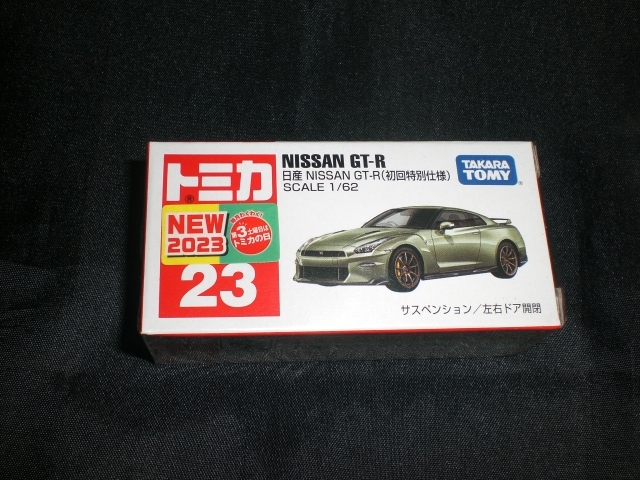 トミカ
NEW
2023
第3土曜日は
トミカの日
23
NISSAN GT-R
日産 NISSAN GT-R(初回特別仕様)
SCALE 1/62
TAKARA
TOMY
サスペンション/左右ドア開閉